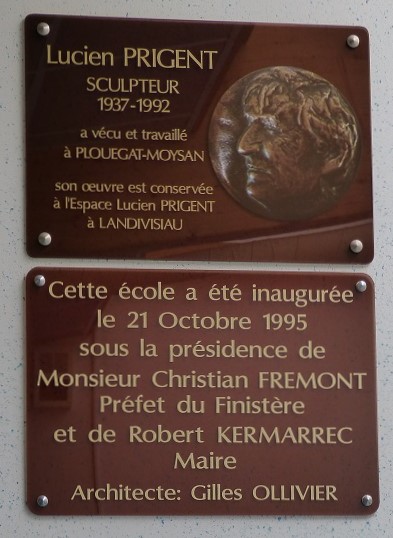 Lucien PRIGENT
SCULPTEUR
1937-1992
a vécu et travaillé
à PLOUEGAT-MOYSAN
son œuvre est conservée
à l'Espace Lucien PRIGENT
à LANDIVISIAU
Cette école a été inaugurée
le 21 Octobre 1995
sous la présidence de
Monsieur Christian FREMONT
Préfet du Finistère
et de Robert KERMARREC
Maire
Architecte: Gilles OLLIVIER